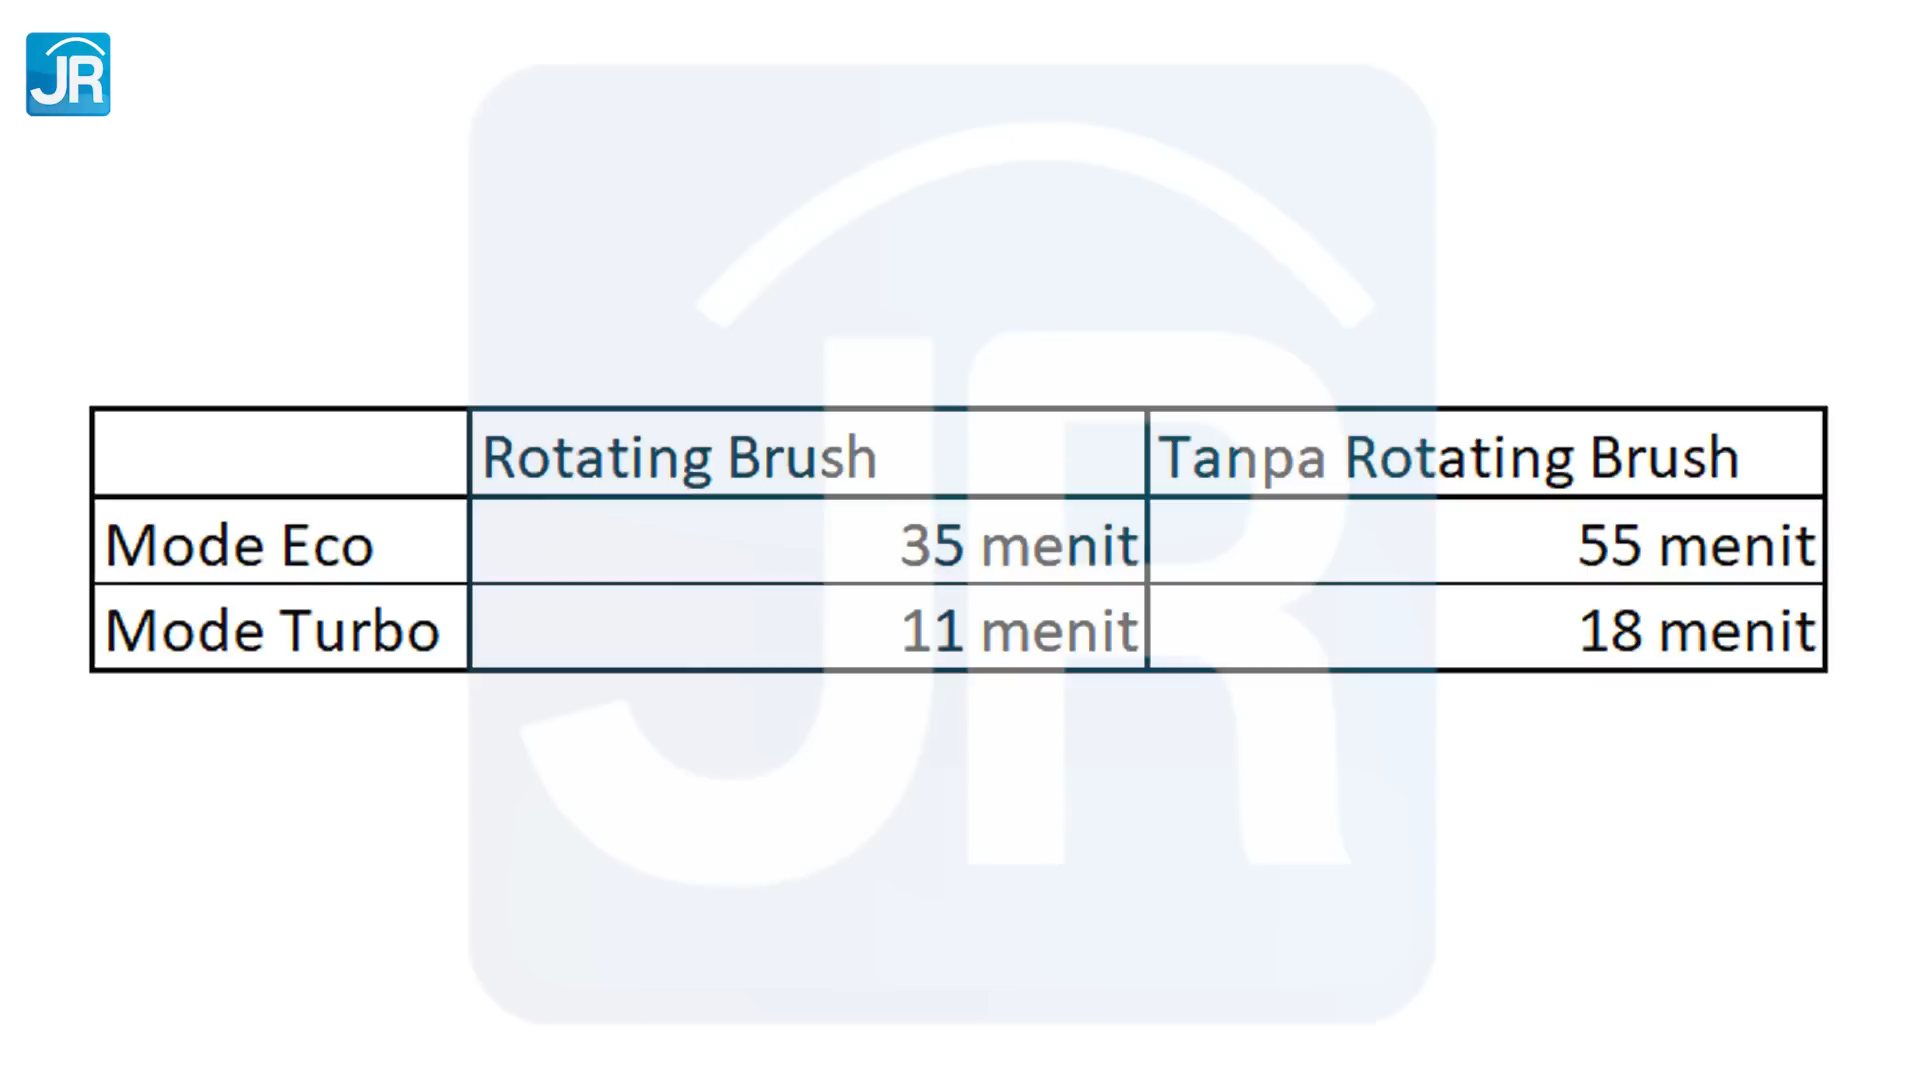 JR
Rotating Brush Tanpa Rotating Brush
Mode Eco 35 menit 55 menit
Mode Turbo 11 menit 18 menit